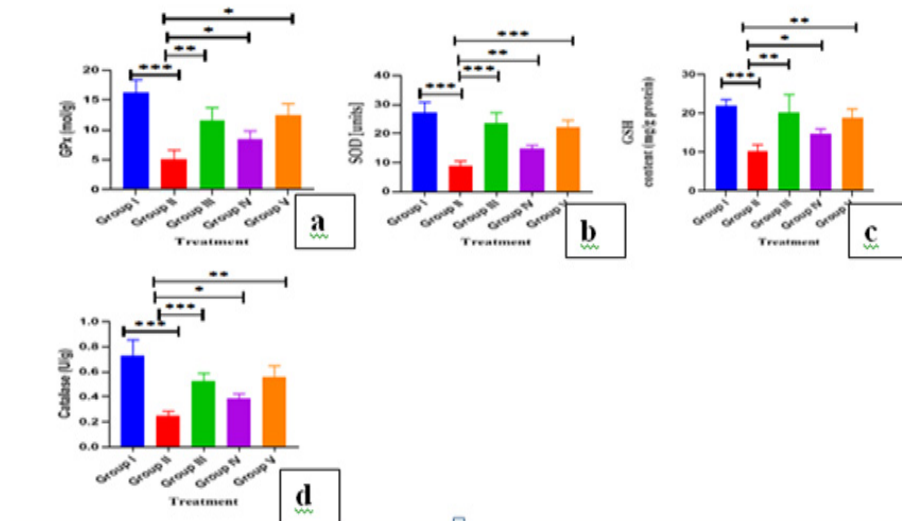 *
*
**
***
20
15
10
5
0
GPx [mol/g]
Group I
Group II
Group III
Group IV
Group V
Treatment
a
***
**
***
***
40
30
20
10
0
SOD [units]
Group I
Group II
Group III
Group IV
Group V
Treatment
b
**
*
**
***
30
20
10
0
GSH
content (mg/g protein)
Group I
Group II
Group III
Group IV
Group V
Treatment
c
**
*
***
***
1.0
0.8
0.6
0.4
0.2
0.0
Catalase (U/g)
Group I
Group II
Group III
Group IV
Group V
Treatment
d